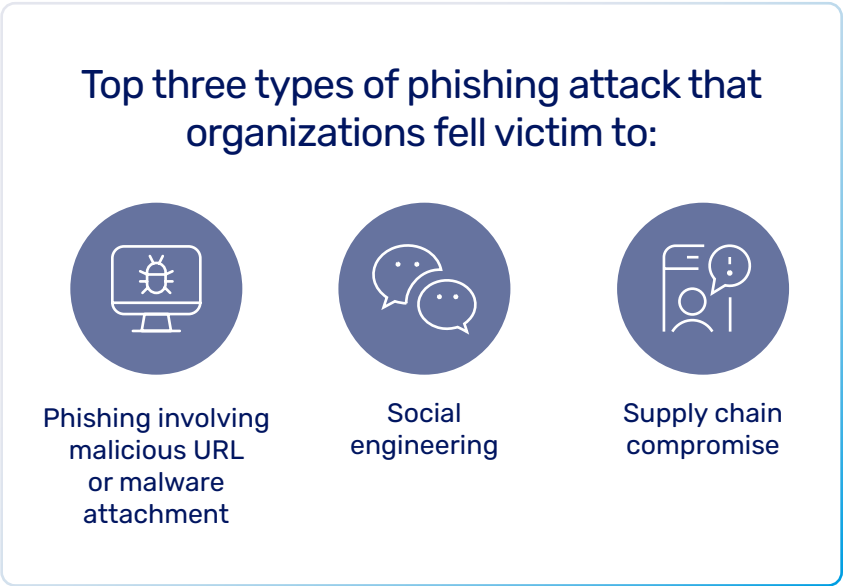 Top three types of phishing attack that
organizations fell victim to:
Phishing involving
malicious URL
or malware
attachment
Social
engineering
Supply chain
compromise